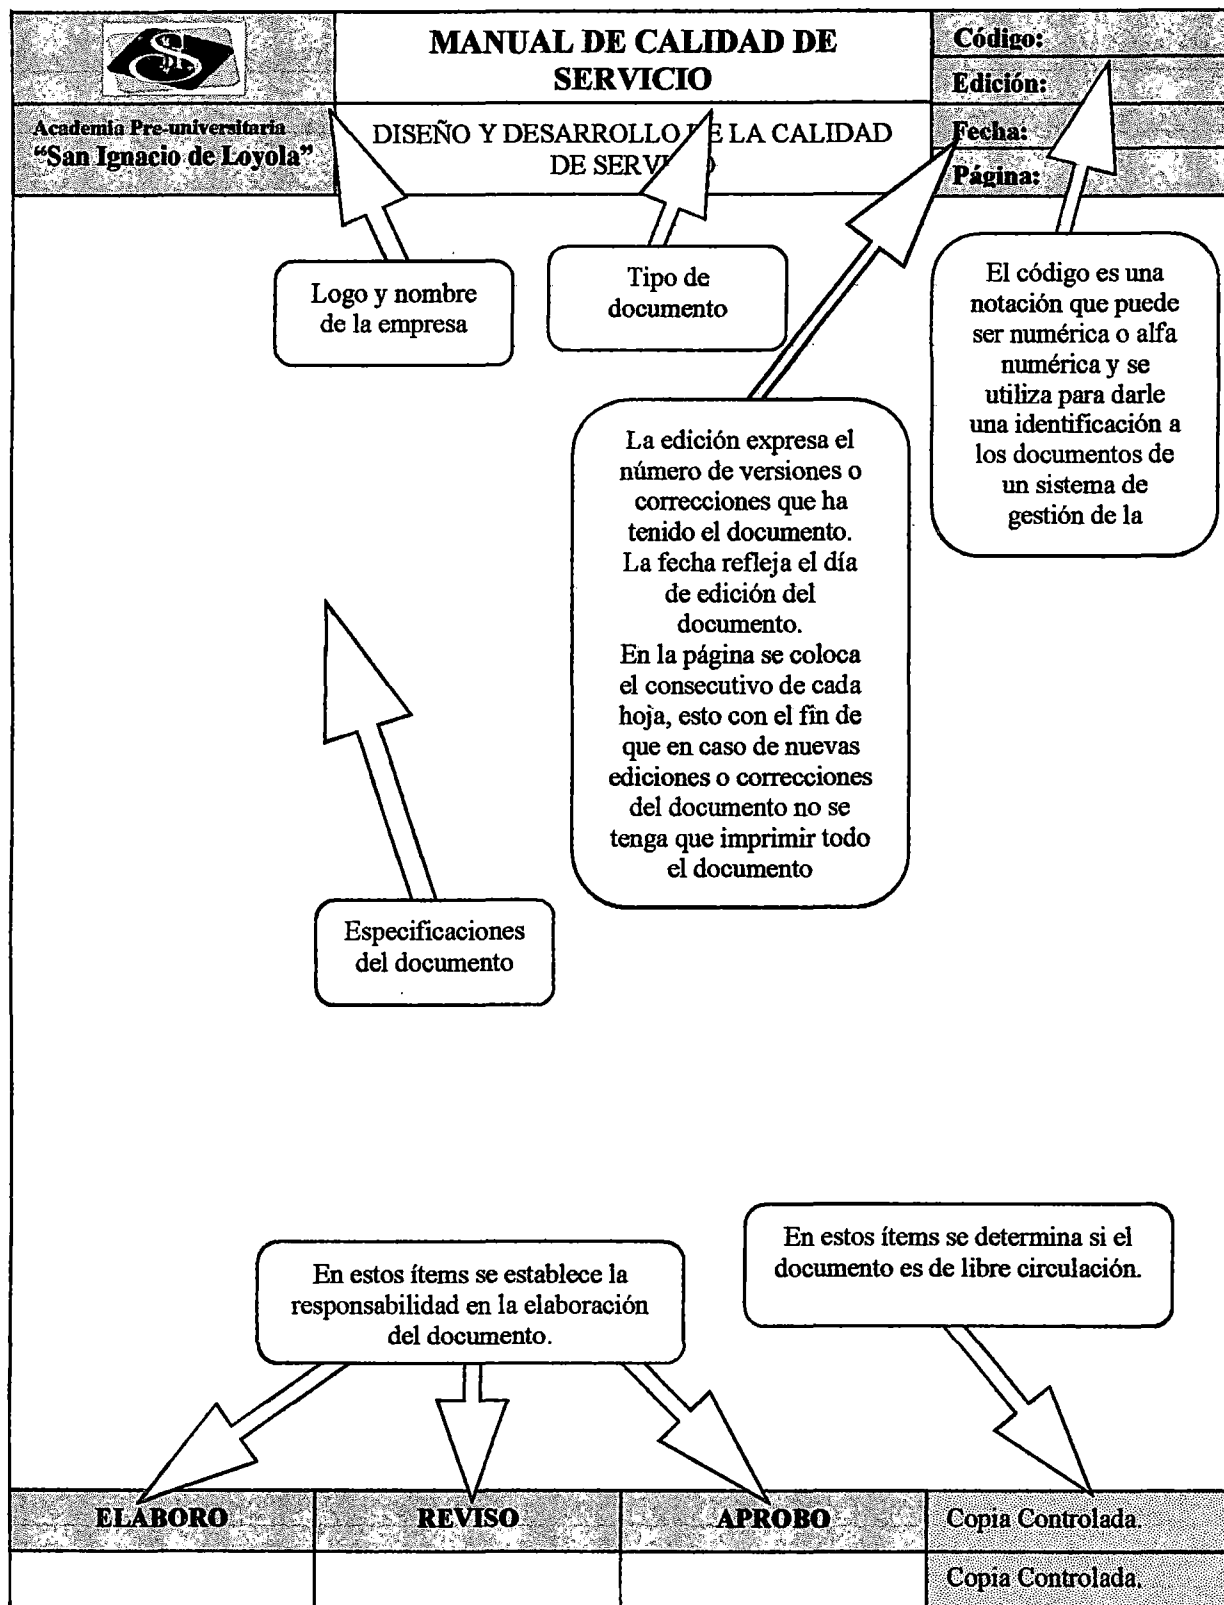 MANUAL DE CALIDAD DE
SERVICIO
Código:
Edición:
Academia Pre-universitaria
“San Ignacio de Loyola”
DISEÑO Y DESARROLLO DE LA CALIDAD
DE SERVICIO
Fecha:
Página:
Logo y nombre
de la empresa
Tipo de
documento
El código es una
notación que puede
ser numérica o alfa
numérica y se
utiliza para darle
una identificación a
los documentos de
un sistema de
gestión de la
La edición expresa el
número de versiones o
correcciones que ha
tenido el documento.
La fecha refleja el día
de edición del
documento.
En la página se coloca
el consecutivo de cada
hoja, esto con el fin de
que en caso de nuevas
ediciones o correcciones
del documento no se
tenga que imprimir todo
el documento
Especificaciones
del documento
En estos ítems se establece la
responsabilidad en la elaboración
del documento.
En estos ítems se determina si el
documento es de libre circulación.
ELABORO
REVISO
APROBO
Copia Controlada.
Copia Controlada.